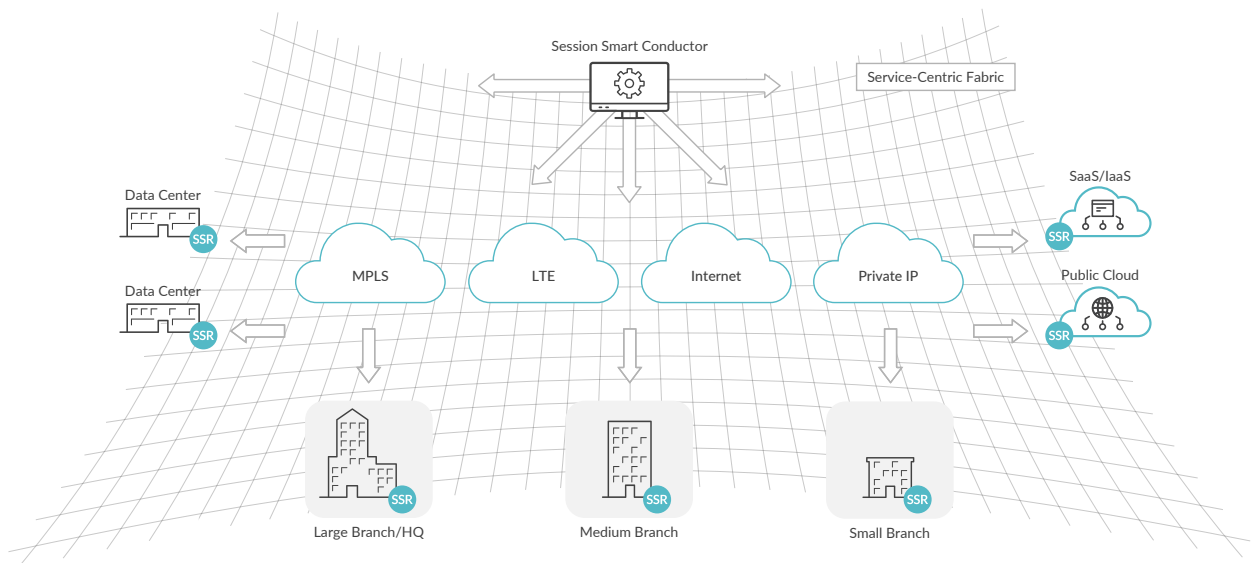 Session Smart Conductor
Service-Centric Fabric
Data Center
SSR
SaaS/IaaS
SSR
MPLS
LTE
Internet
Private IP
Data Center
SSR
Public Cloud
SSR
SSR
SSR
SSR
Large Branch/HQ
Medium Branch
Small Branch